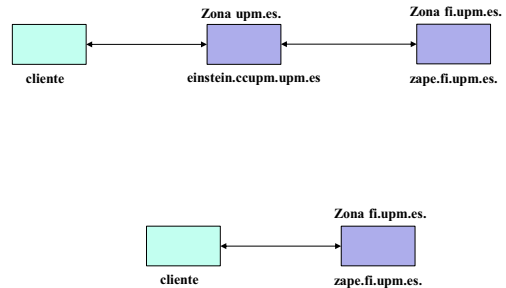 Zona upm.es.
Zona fi.upm.es.
cliente
einstein.ccupm.upm.es
zape.fi.upm.es.
Zona fi.upm.es.
cliente
zape.fi.upm.es.